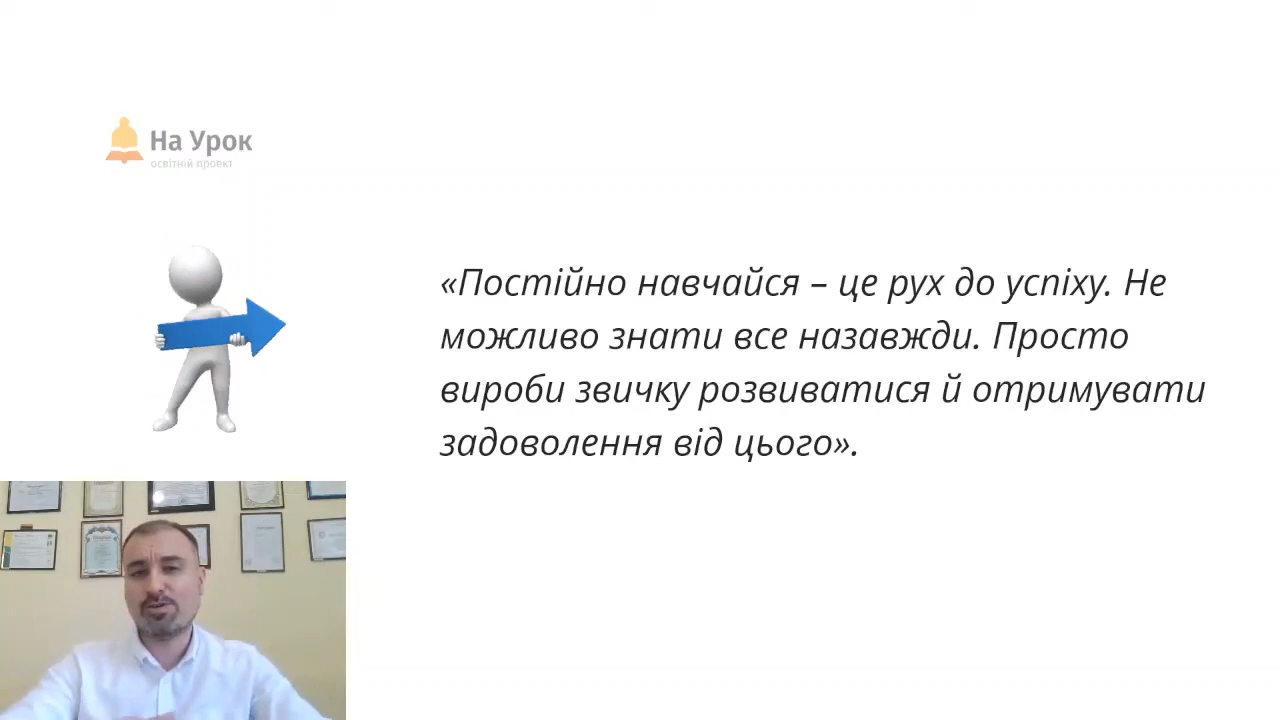 На Урок
освітній проект
«Постійно навчайся – це рух до успіху. Не
можливо знати все назавжди. Просто
вироби звичку розвиватися й отримувати
задоволення від цього».